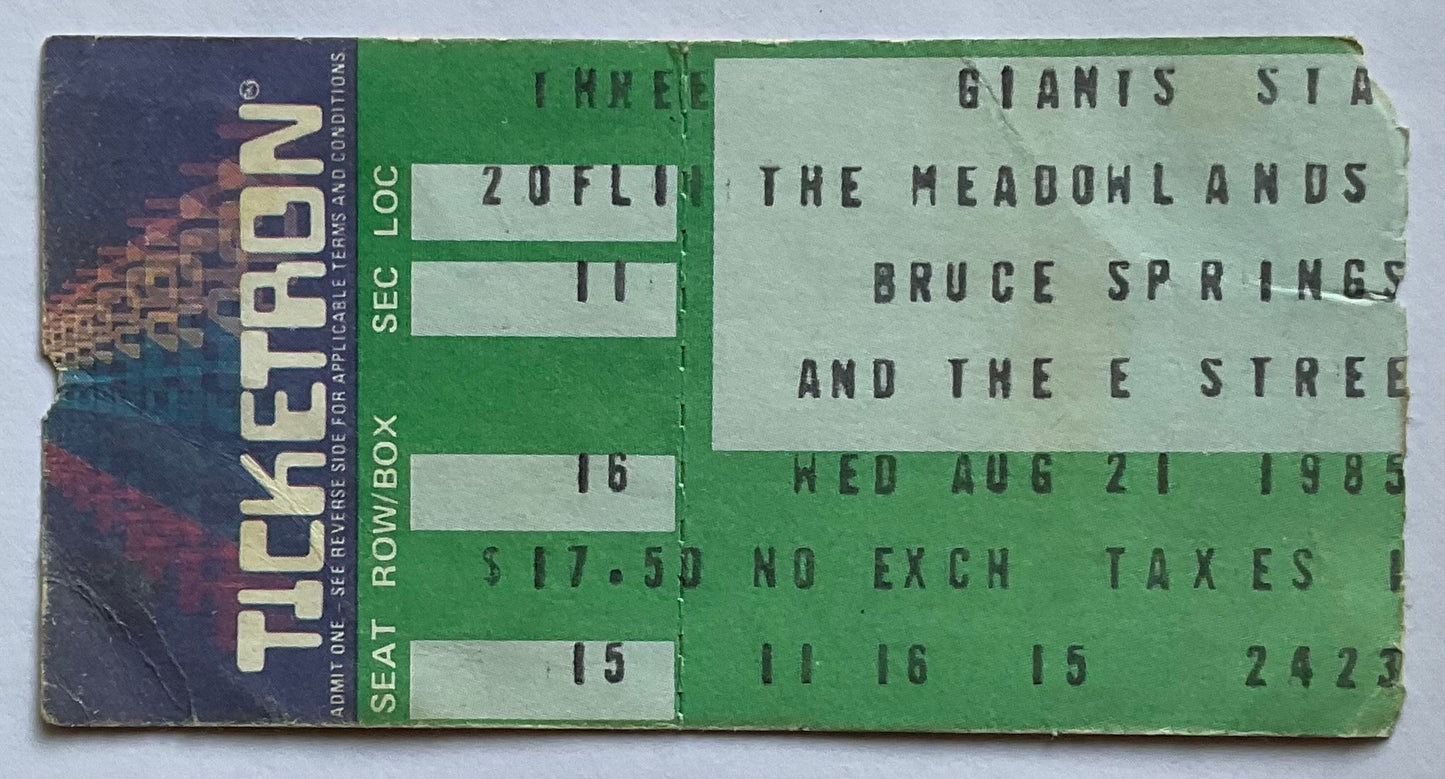 TICKETRON®
ADMIT ONE – SEE REVERSE SIDE FOR APPLICABLE TERMS AND CONDITIONS
THREE GIANTS STA
LOC 20FLII THE MEADOWLANDS
SEC 11 BRUCE SPRINGS
AND THE E STREE
ROW/BOX 16 WED AUG 21 1985
$17.50 NO EXCH TAXES I
SEAT 15 11 16 15 2423